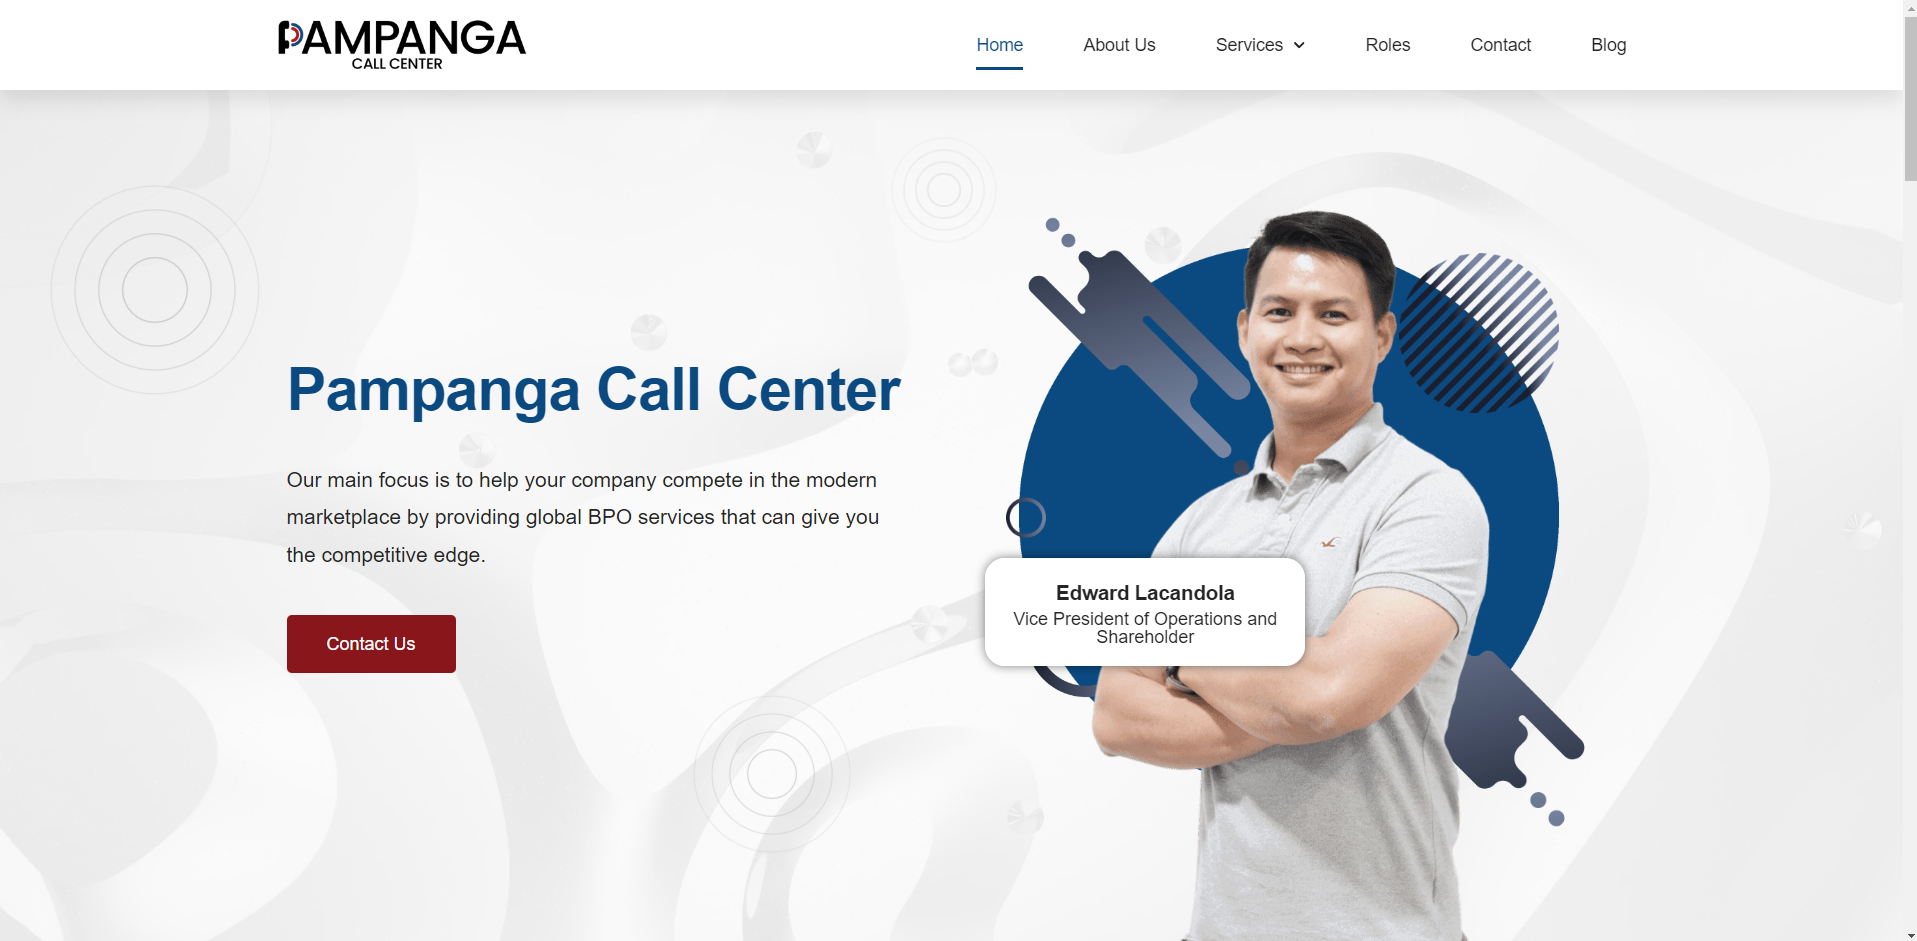 PAMPANGA
CALL CENTER
Home
About Us
Services
Roles
Contact
Blog
Pampanga Call Center
Our main focus is to help your company compete in the modern
marketplace by providing global BPO services that can give you
the competitive edge.
Contact Us
Edward Lacandola
Vice President of Operations and
Shareholder